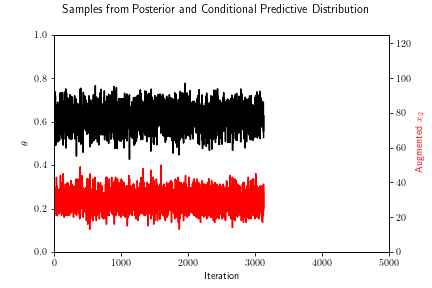 Samples from Posterior and Conditional Predictive Distribution
1.0
0.8
0.6
0.4
0.2
0.0
θ
120
100
80
60
40
20
0
Augmented x₂
0 1000 2000 3000 4000 5000
Iteration